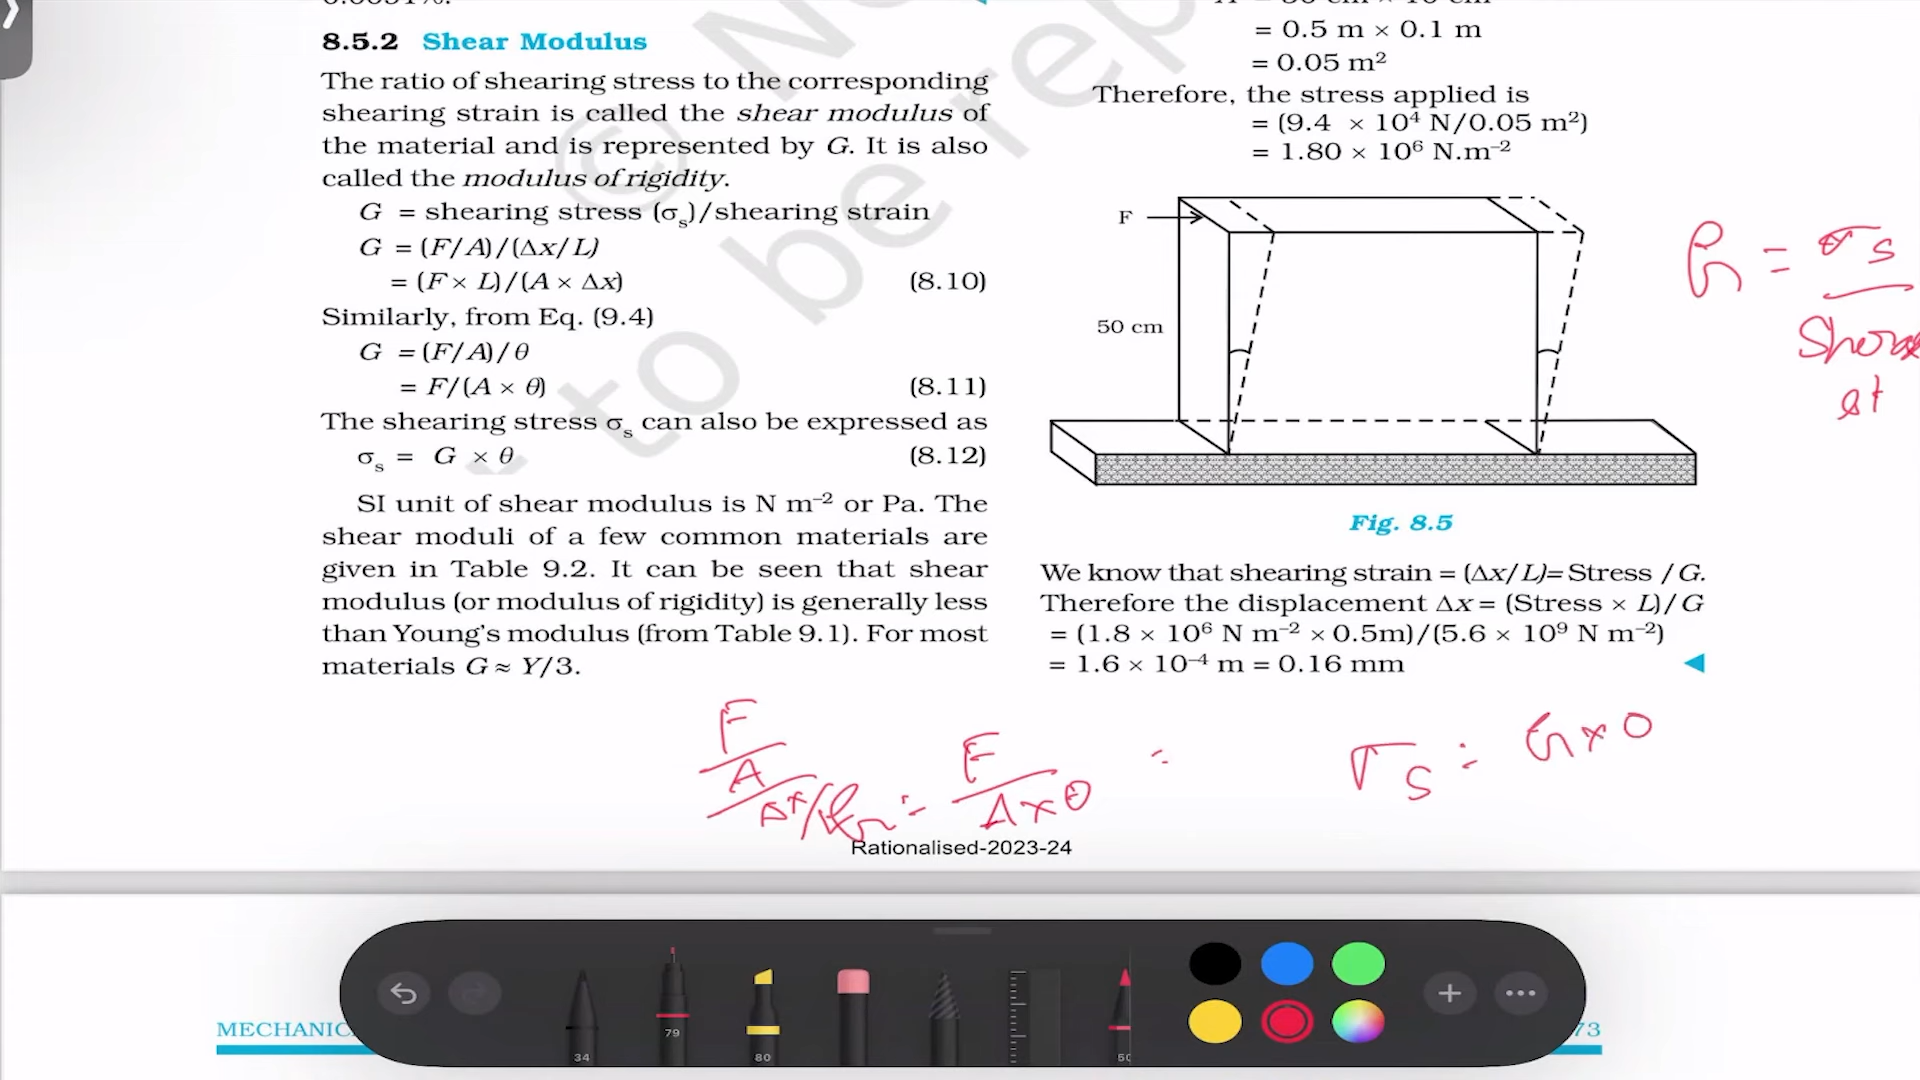 8.5.2 Shear Modulus
The ratio of shearing stress to the corresponding
shearing strain is called the shear modulus of
the material and is represented by G. It is also
called the modulus of rigidity.
G = shearing stress (σs)/shearing strain
G = (F/A)/(Δx/L)
= (F × L)/(A × Δx) (8.10)
Similarly, from Eq. (9.4)
G = (F/A)/θ
= F/(A × θ) (8.11)
The shearing stress σs can also be expressed as
σs = G × θ (8.12)
SI unit of shear modulus is N m–2 or Pa. The
shear moduli of a few common materials are
given in Table 9.2. It can be seen that shear
modulus (or modulus of rigidity) is generally less
than Young's modulus (from Table 9.1). For most
materials G ≈ Y/3.
= 0.5 m × 0.1 m
= 0.05 m²
Therefore, the stress applied is
= (9.4 × 10⁴ N/0.05 m²)
= 1.80 × 10⁶ N.m–2
F
50 cm
Fig. 8.5
We know that shearing strain = (Δx/L)= Stress /G.
Therefore the displacement Δx = (Stress × L)/G
= (1.8 × 10⁶ N m–2 × 0.5m)/(5.6 × 10⁹ N m–2)
= 1.6 × 10–4 m = 0.16 mm
G = σs
st
F
A
Δx/
G = F
A x θ
=
σs = G x θ
Rationalised-2023-24
© to be rep
MECHANIC
73
34
79
80
50